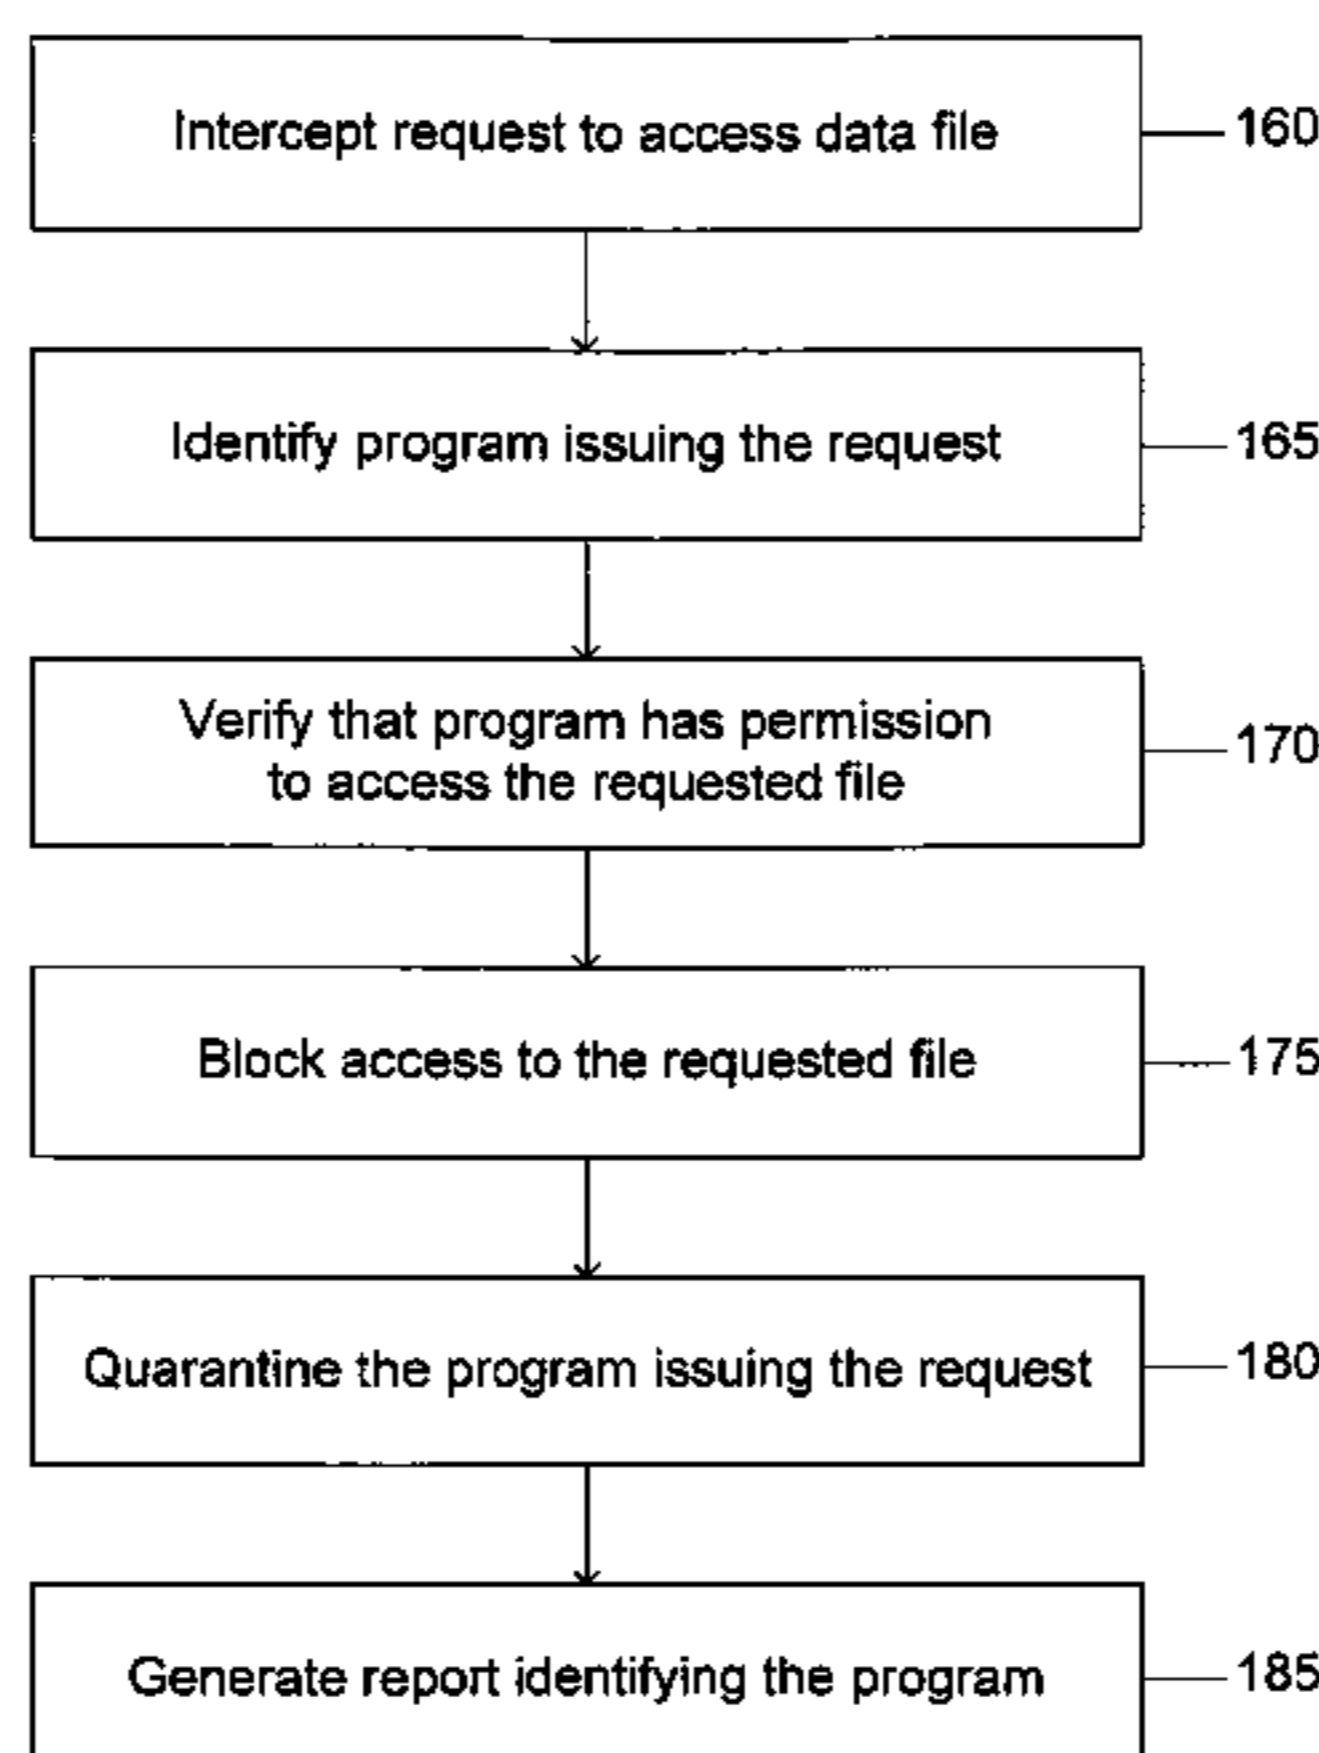 Intercept request to access data file
160
Identify program issuing the request
165
Verify that program has permission
to access the requested file
170
Block access to the requested file
175
Quarantine the program issuing the request
180
Generate report identifying the program
185